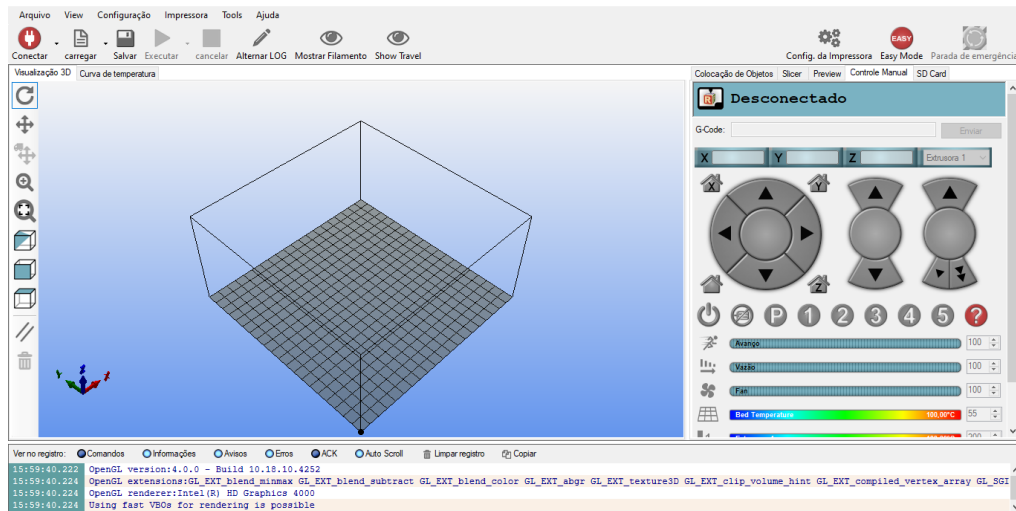 Arquivo View Configuração Impressora Tools Ajuda
Conectar carregar Salvar Executar cancelar Alternar LOG Mostrar Filamento Show Travel Config. da Impressora EASY Easy Mode Parada de emergência
Visualização 3D Curva de temperatura
Colocação de Objetos Slicer Preview Controle Manual SD Card
R Desconectado
G-Code: Enviar
X Y Z Extrusora 1
X Y
Z
P 1 2 3 4 5 ?
Avanço 100
Vazão 100
Fan 100
Bed Temperature 100,00°C 55
200
Y Z X
Ver no registro: Comandos Informações Avisos Erros ACK Auto Scroll Limpar registro Copiar
15:59:40.222 OpenGL version:4.0.0 - Build 10.18.10.4252
15:59:40.224 OpenGL extensions:GL_EXT_blend_minmax GL_EXT_blend_subtract GL_EXT_blend_color GL_EXT_abgr GL_EXT_texture3D GL_EXT_clip_volume_hint GL_EXT_compiled_vertex_array GL_SGI
15:59:40.224 OpenGL renderer:Intel(R) HD Graphics 4000
15:59:40.224 Using fast VBOs for rendering is possible